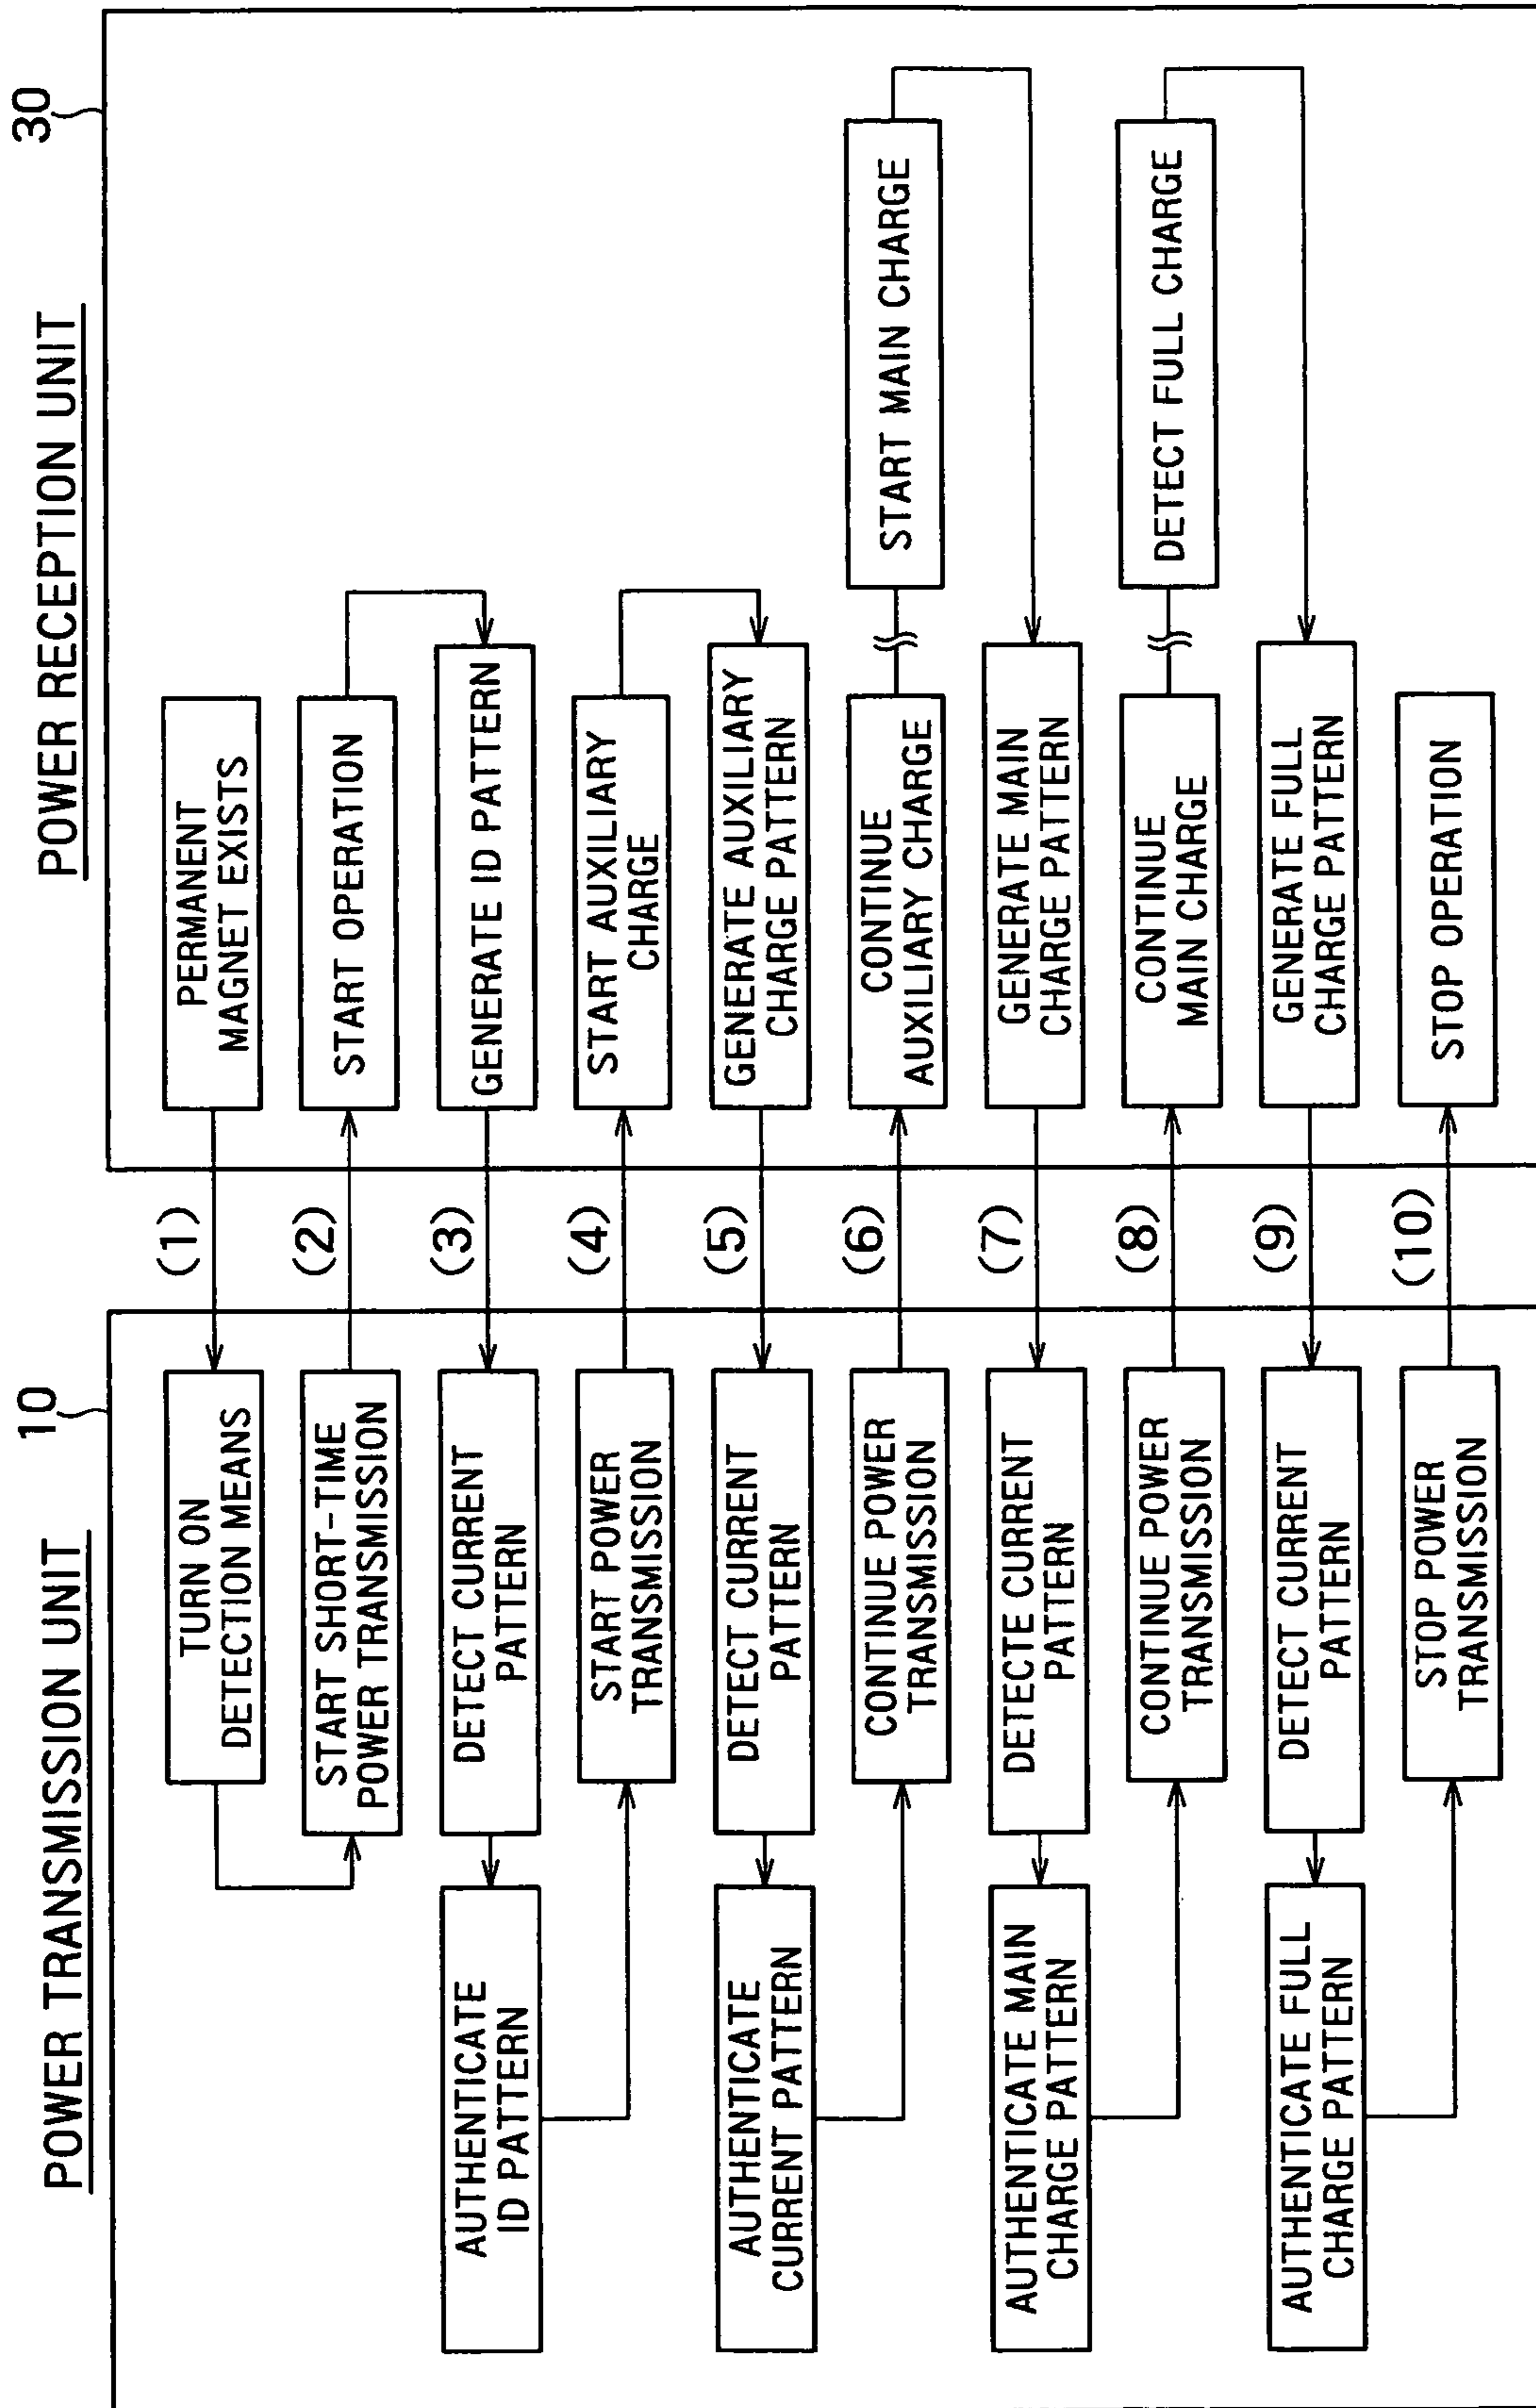 POWER TRANSMISSION UNIT
10
POWER RECEPTION UNIT
30
TURN ON
DETECTION MEANS
(1)
PERMANENT
MAGNET EXISTS
START SHORT-TIME
POWER TRANSMISSION
(2)
START OPERATION
AUTHENTICATE
ID PATTERN
DETECT CURRENT
PATTERN
(3)
GENERATE ID PATTERN
START POWER
TRANSMISSION
(4)
START AUXILIARY
CHARGE
AUTHENTICATE
CURRENT PATTERN
DETECT CURRENT
PATTERN
(5)
GENERATE AUXILIARY
CHARGE PATTERN
CONTINUE POWER
TRANSMISSION
(6)
CONTINUE
AUXILIARY CHARGE
START MAIN CHARGE
AUTHENTICATE MAIN
CHARGE PATTERN
DETECTE CURRENT
PATTERN
(7)
GENERATE MAIN
CHARGE PATTERN
CONTINUE POWER
TRANSMISSION
(8)
CONTINUE
MAIN CHARGE
DETECT FULL CHARGE
AUTHENTICATE FULL
CHARGE PATTERN
DETECT CURRENT
PATTERN
(9)
GENERATE FULL
CHARGE PATTERN
STOP POWER
TRANSMISSION
(10)
STOP OPERATION